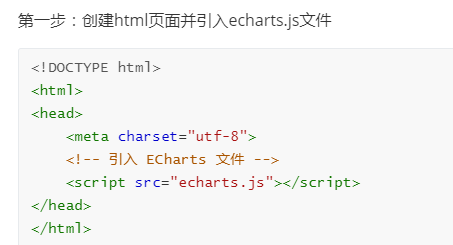 第一步：创建html页面并引入echarts.js文件
<!DOCTYPE html>
<html>
<head>
    <meta charset="utf-8">
    <!-- 引入 ECharts 文件 -->
    <script src="echarts.js"></script>
</head>
</html>